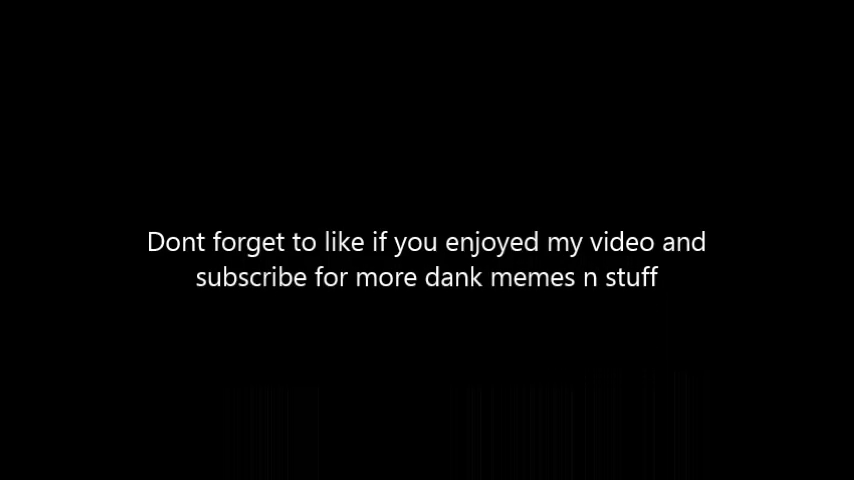 Dont forget to like if you enjoyed my video and
subscribe for more dank memes n stuff